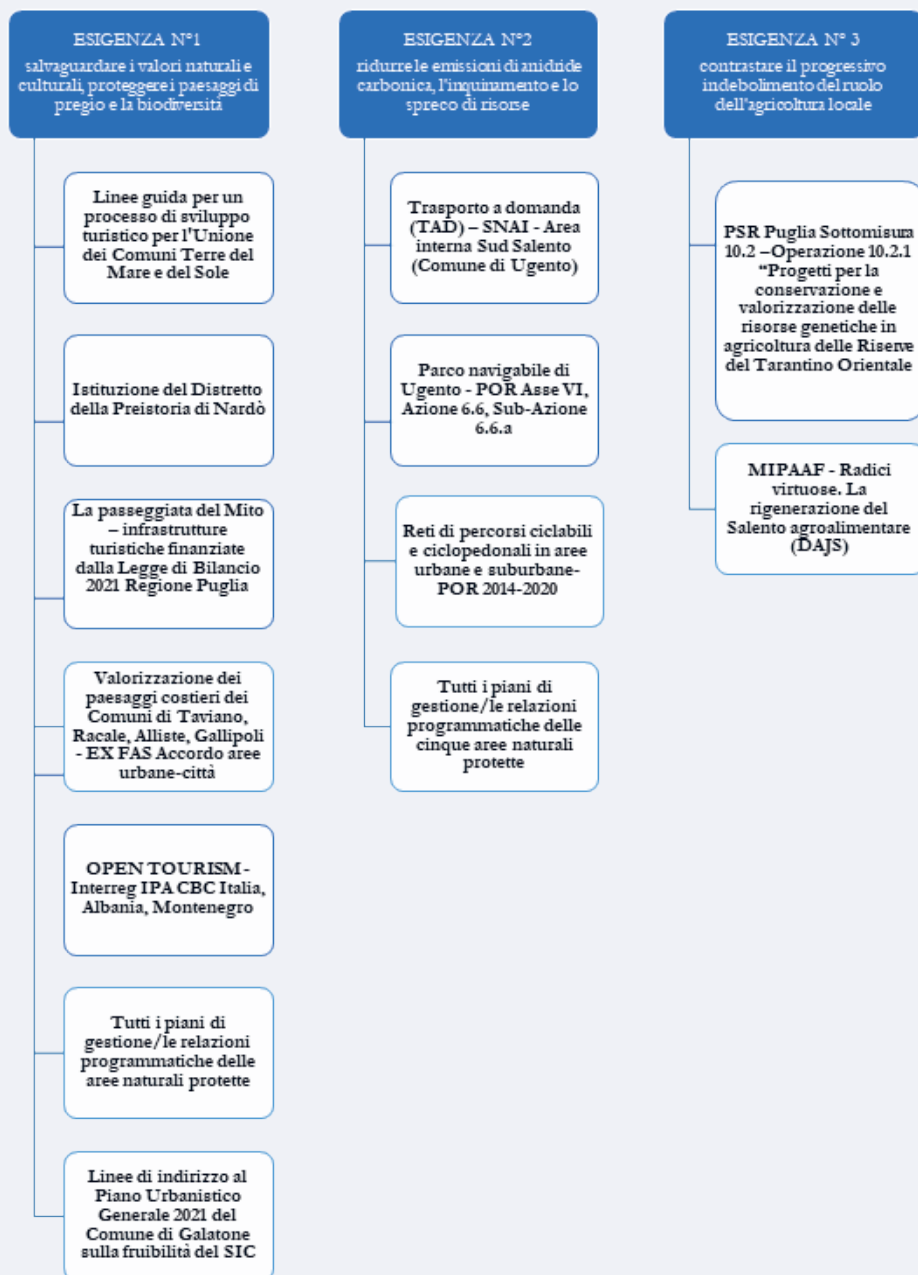 ESIGENZA N°1
salvaguardare i valori naturali e
culturali, proteggere i paesaggi di
pregio e la biodiversità
Linee guida per un
processo di sviluppo
turistico per l'Unione
dei Comuni Terre del
Mare e del Sole
Istituzione del Distretto
della Preistoria di Nardò
La passeggiata del Mito
– infrastrutture
turistiche finanziate
dalla Legge di Bilancio
2021 Regione Puglia
Valorizzazione dei
paesaggi costieri dei
Comuni di Taviano,
Racale, Alliste, Gallipoli
- EX FAS Accordo aree
urbane-città
OPEN TOURISM -
Interreg IPA CBC Italia,
Albania, Montenegro
Tutti i piani di
gestione/le relazioni
programmatiche delle
aree naturali protette
Linee di indirizzo al
Piano Urbanistico
Generale 2021 del
Comune di Galatone
sulla fruibilità del SIC
ESIGENZA N°2
ridurre le emissioni di anidride
carbonica, l'inquinamento e lo
spreco di risorse
Trasporto a domanda
(TAD) – SNAI - Area
interna Sud Salento
(Comune di Ugento)
Parco navigabile di
Ugento - POR Asse VI,
Azione 6.6, Sub-Azione
6.6.a
Reti di percorsi ciclabili
e ciclopedonali in aree
urbane e suburbane-
POR 2014-2020
Tutti i piani di
gestione/le relazioni
programmatiche delle
cinque aree naturali
protette
ESIGENZA N° 3
contrastare il progressivo
indebolimento del ruolo
dell'agricoltura locale
PSR Puglia Sottomisura
10.2 –Operazione 10.2.1
“Progetti per la
conservazione e
valorizzazione delle
risorse genetiche in
agricoltura delle Riserve
del Tarantino Orientale
MIPAAF - Radici
virtuose. La
rigenerazione del
Salento agroalimentare
(DAJS)